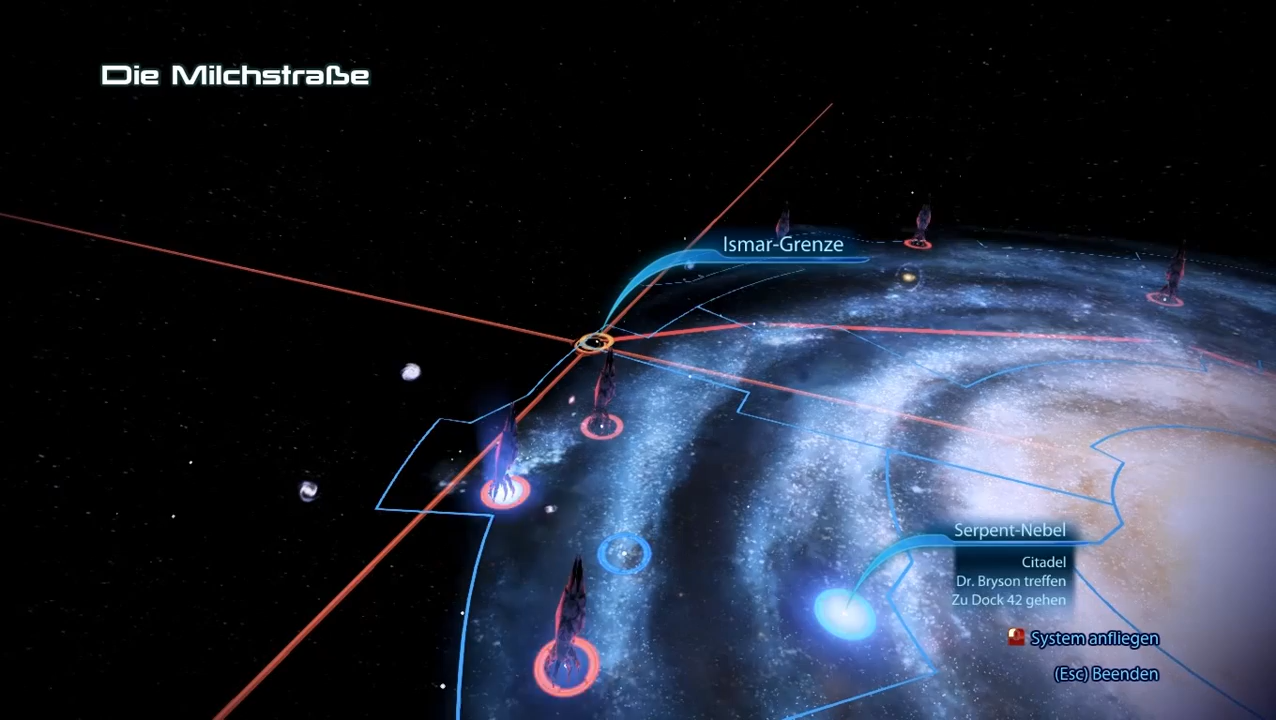 Die Milchstraße
Ismar-Grenze
Serpent-Nebel
Citadel
Dr. Bryson treffen
Zu Dock 42 gehen
System anfliegen
(Esc) Beenden